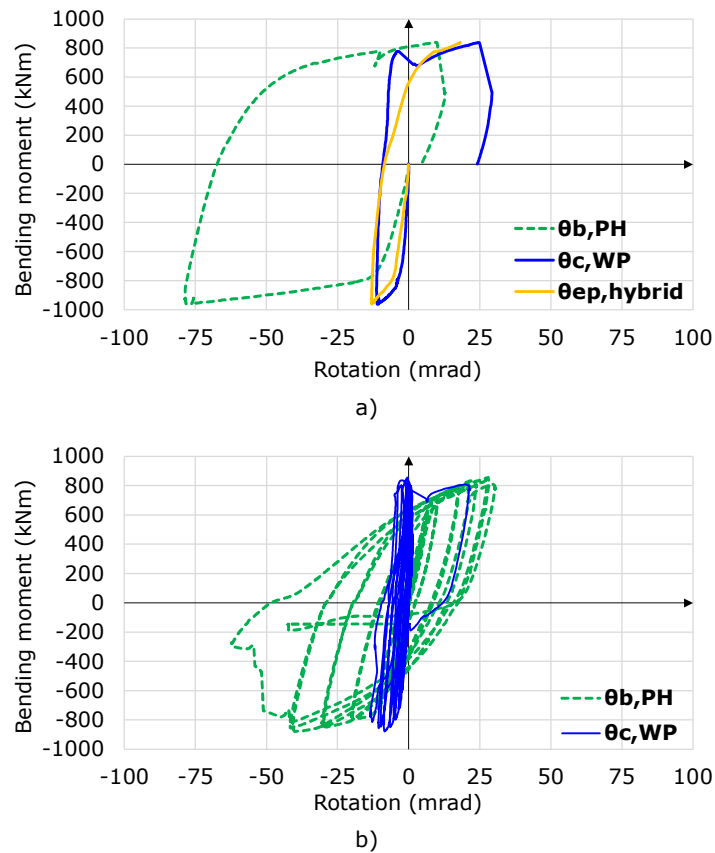 Bending moment (kNm)
1000
800
600
400
200
0
-200
-400
-600
-800
-1000
θb,PH
θc,WP
θep,hybrid
-100 -75 -50 -25 0 25 50 75 100
Rotation (mrad)
a)
Bending moment (kNm)
1000
800
600
400
200
0
-200
-400
-600
-800
-1000
θb,PH
θc,WP
-100 -75 -50 -25 0 25 50 75 100
Rotation (mrad)
b)